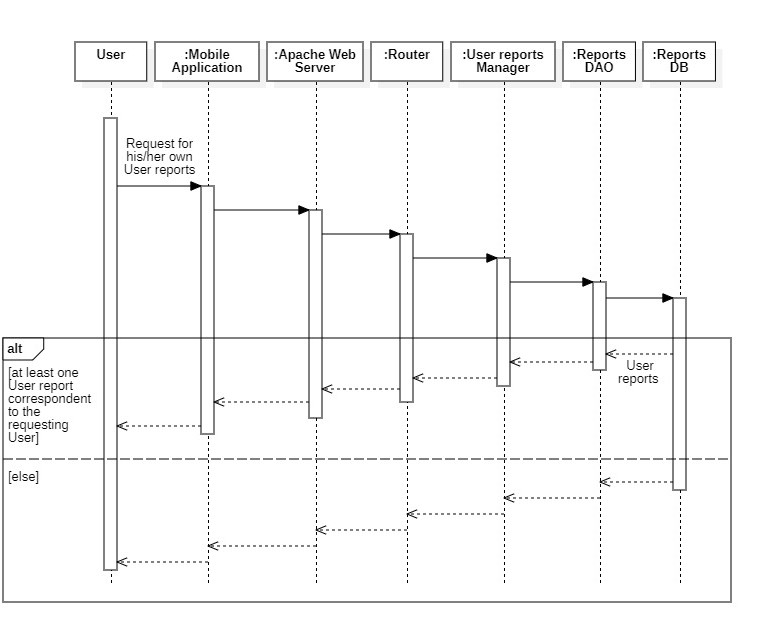 User
:Mobile
Application
:Apache Web
Server
:Router
:User reports
Manager
:Reports
DAO
:Reports
DB
Request for
his/her own
User reports
alt
[at least one
User report
correspondent
to the
requesting
User]
User
reports
[else]